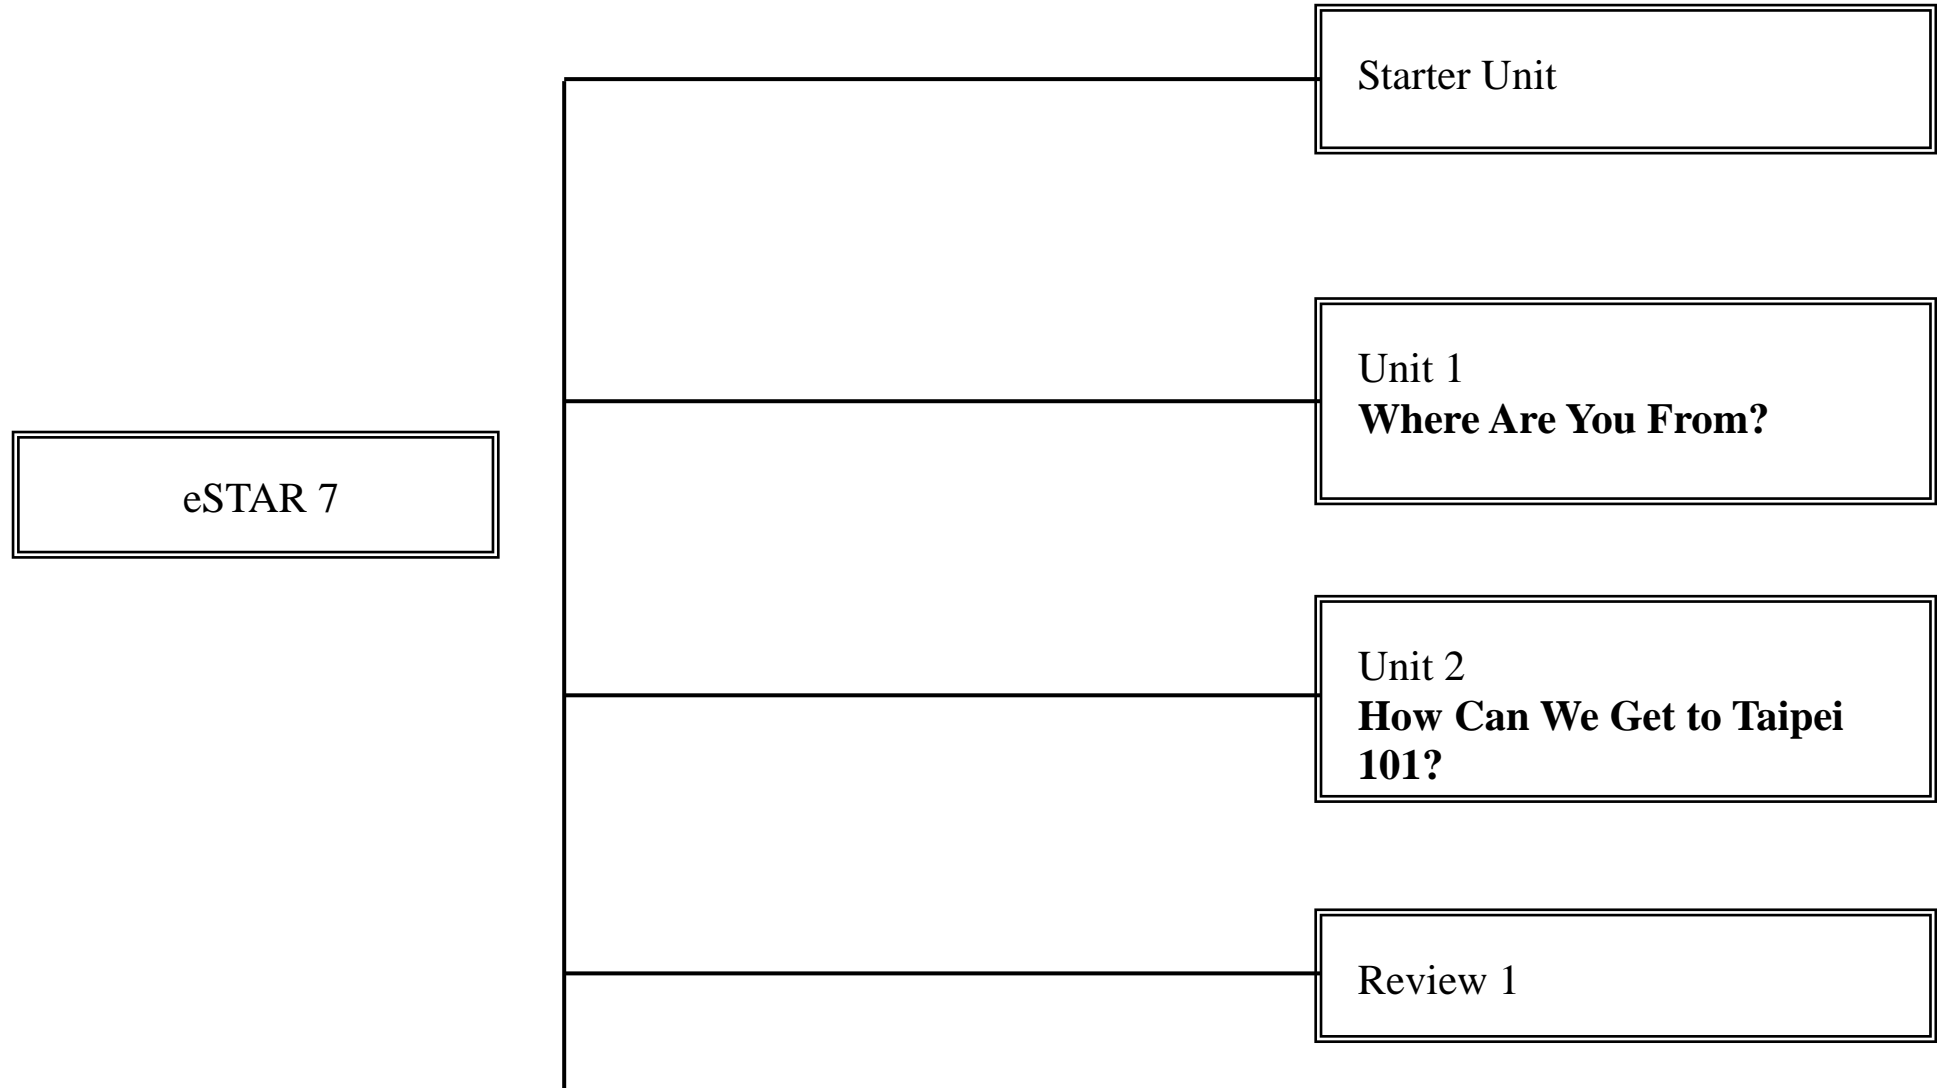 Starter Unit
Unit 1
Where Are You From?
eSTAR 7
Unit 2
How Can We Get to Taipei
101?
Review 1